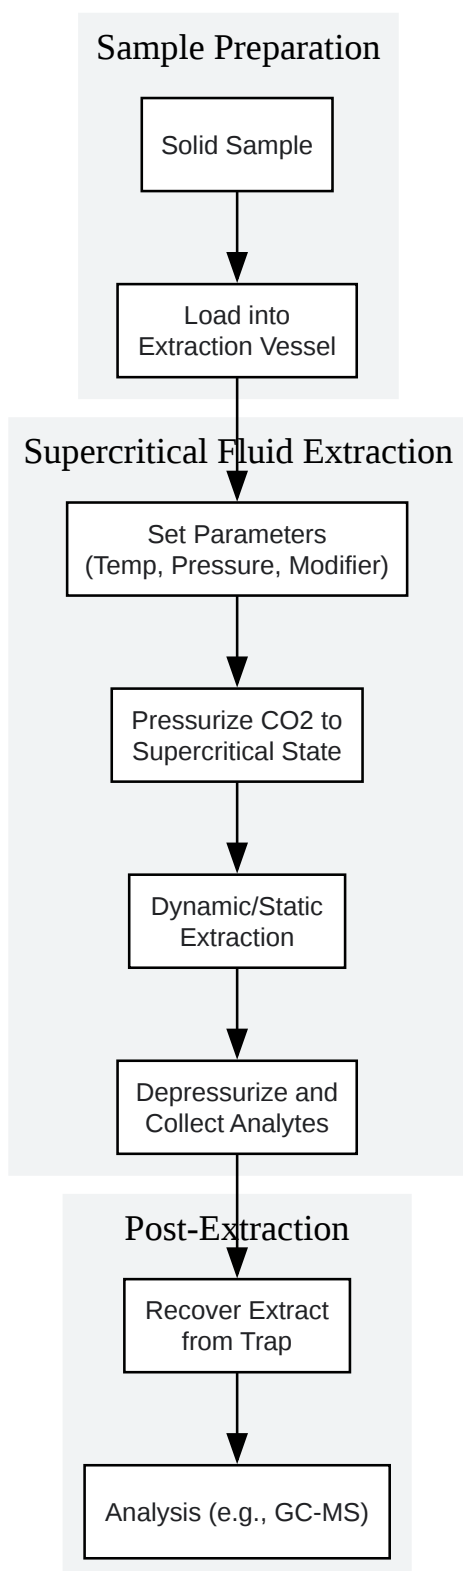 Sample Preparation
Solid Sample
Load into
Extraction Vessel
Supercritical Fluid Extraction
Set Parameters
(Temp, Pressure, Modifier)
Pressurize CO2 to
Supercritical State
Dynamic/Static
Extraction
Depressurize and
Collect Analytes
Post-Extraction
Recover Extract
from Trap
Analysis (e.g., GC-MS)